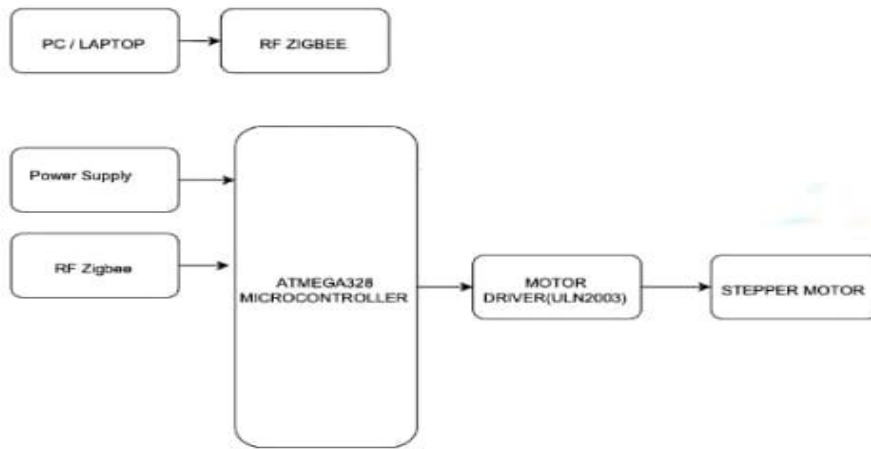 PC / LAPTOP
RF ZIGBEE
Power Supply
RF Zigbee
ATMEGA328
MICROCONTROLLER
MOTOR
DRIVER(ULN2003)
STEPPER MOTOR